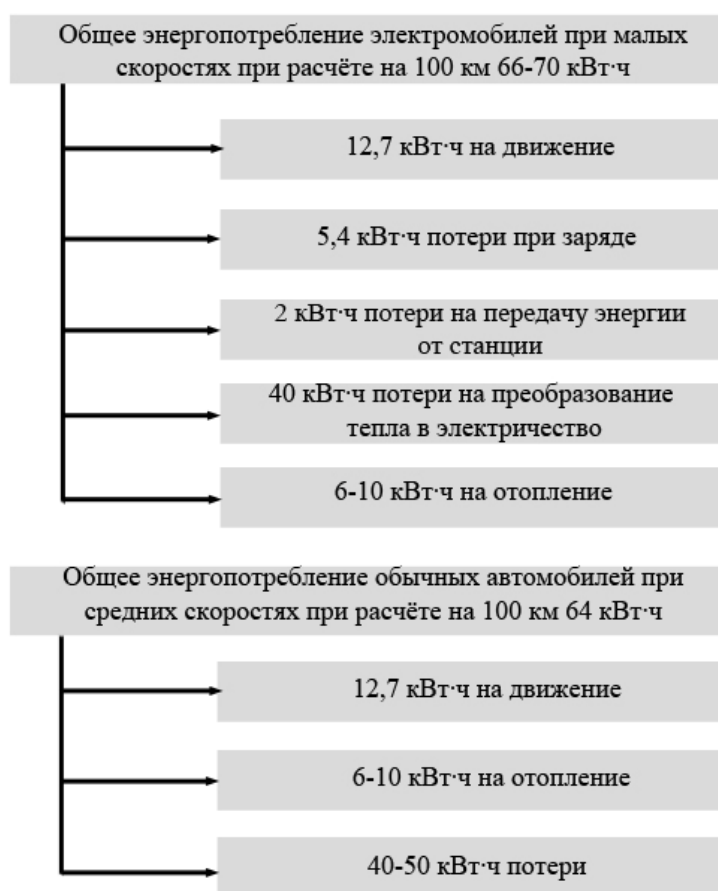 Общее энергопотребление электромобилей при малых
скоростях при расчёте на 100 км 66-70 кВт·ч
12,7 кВт·ч на движение
5,4 кВт·ч потери при заряде
2 кВт·ч потери на передачу энергии
от станции
40 кВт·ч потери на преобразование
тепла в электричество
6-10 кВт·ч на отопление
Общее энергопотребление обычных автомобилей при
средних скоростях при расчёте на 100 км 64 кВт·ч
12,7 кВт·ч на движение
6-10 кВт·ч на отопление
40-50 кВт·ч потери